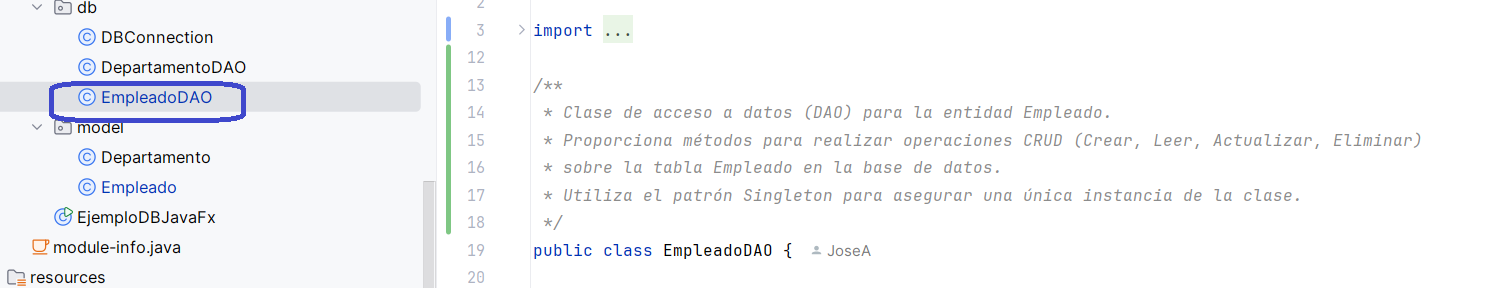 db
DBConnection
DepartamentoDAO
EmpleadoDAO
model
Departamento
Empleado
EjemploDBJavaFx
module-info.java
resources
2
3 import ...
12
13 /**
14 * Clase de acceso a datos (DAO) para la entidad Empleado.
15 * Proporciona métodos para realizar operaciones CRUD (Crear, Leer, Actualizar, Eliminar)
16 * sobre la tabla Empleado en la base de datos.
17 * Utiliza el patrón Singleton para asegurar una única instancia de la clase.
18 */
19 public class EmpleadoDAO { JoseA
20